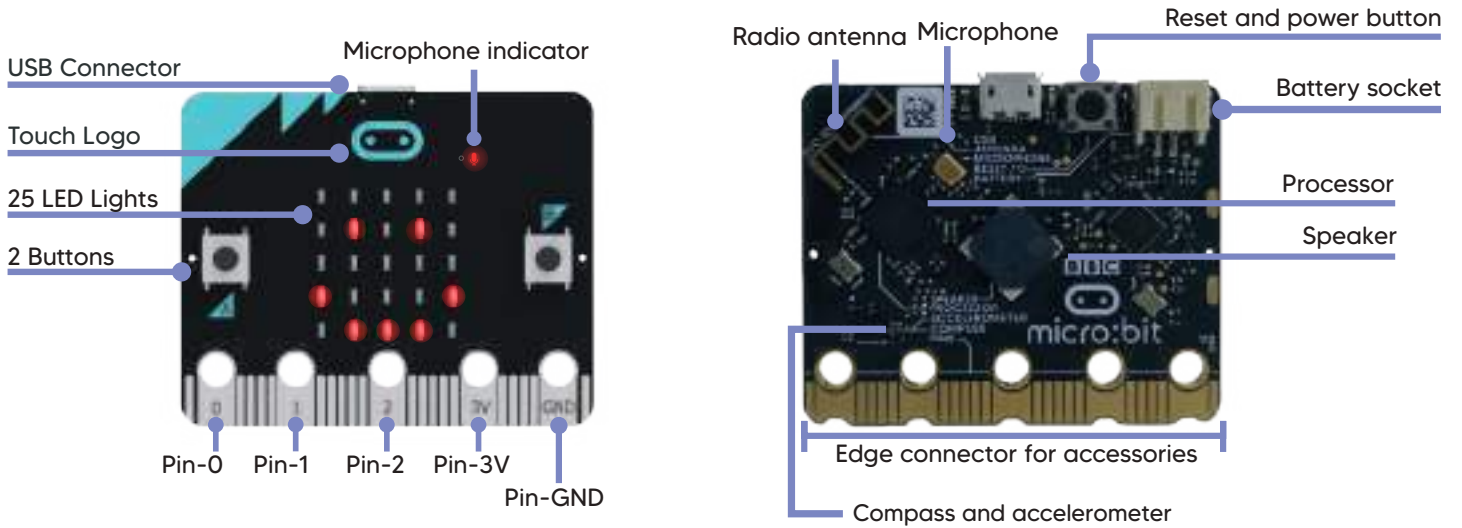 Microphone indicator
USB Connector
Touch Logo
25 LED Lights
2 Buttons
0 1 2 3V GND
Pin-0 Pin-1 Pin-2 Pin-3V
Pin-GND
Reset and power button
Radio antenna Microphone
Battery socket
Processor
Speaker
BBC
micro:bit
Edge connector for accessories
Compass and accelerometer